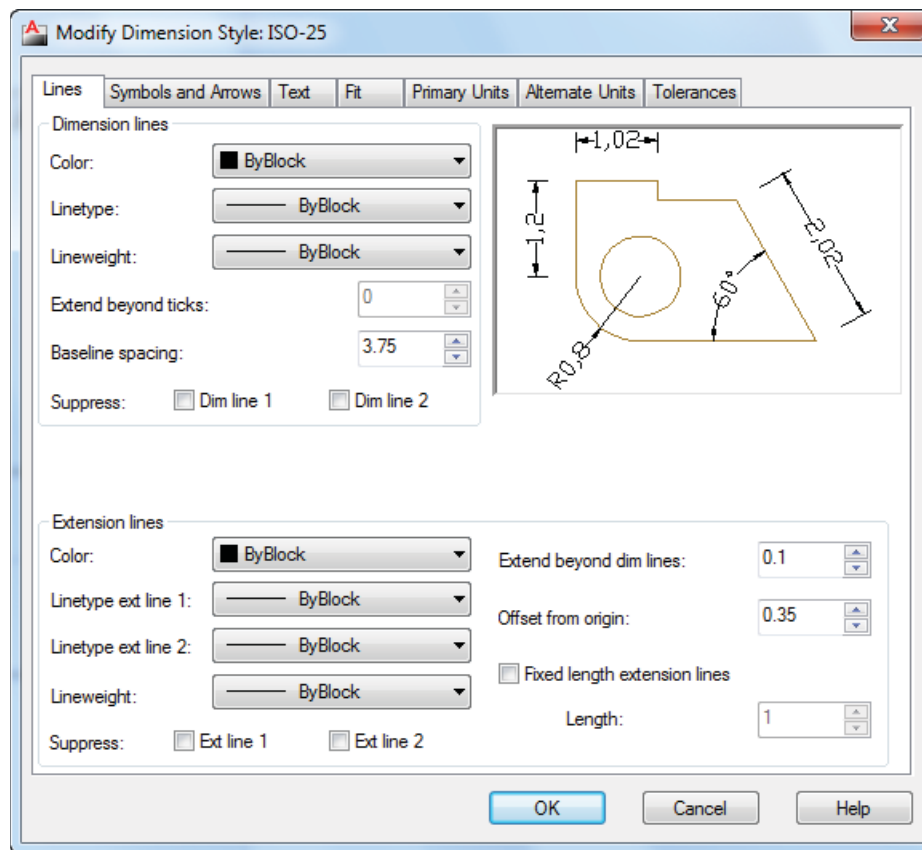 Modify Dimension Style: ISO-25
Lines Symbols and Arrows Text Fit Primary Units Alternate Units Tolerances
Dimension lines
Color: ByBlock
Linetype: ByBlock
Lineweight: ByBlock
Extend beyond ticks: 0
Baseline spacing: 3.75
Suppress: Dim line 1 Dim line 2
1,02
1,2
2,02
60°
R0,8
Extension lines
Color: ByBlock
Linetype ext line 1: ByBlock
Linetype ext line 2: ByBlock
Lineweight: ByBlock
Suppress: Ext line 1 Ext line 2
Extend beyond dim lines: 0.1
Offset from origin: 0.35
Fixed length extension lines
Length: 1
OK Cancel Help